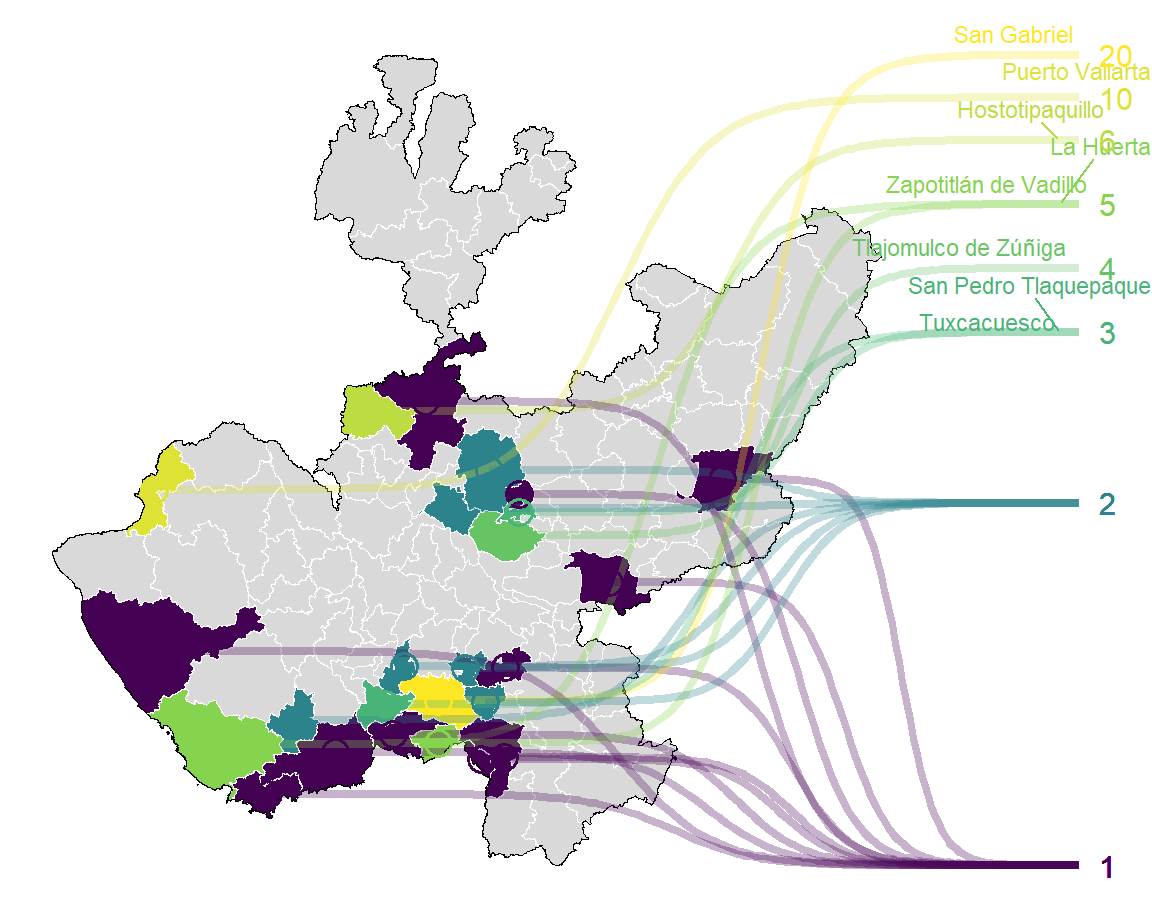 San Gabriel
20
Puerto Vallarta
10
Hostotipaquillo
6
La Huerta
Zapotitlán de Vadillo
5
Tlajomulco de Zúñiga
4
San Pedro Tlaquepaque
Tuxcacuesco
3
2
1